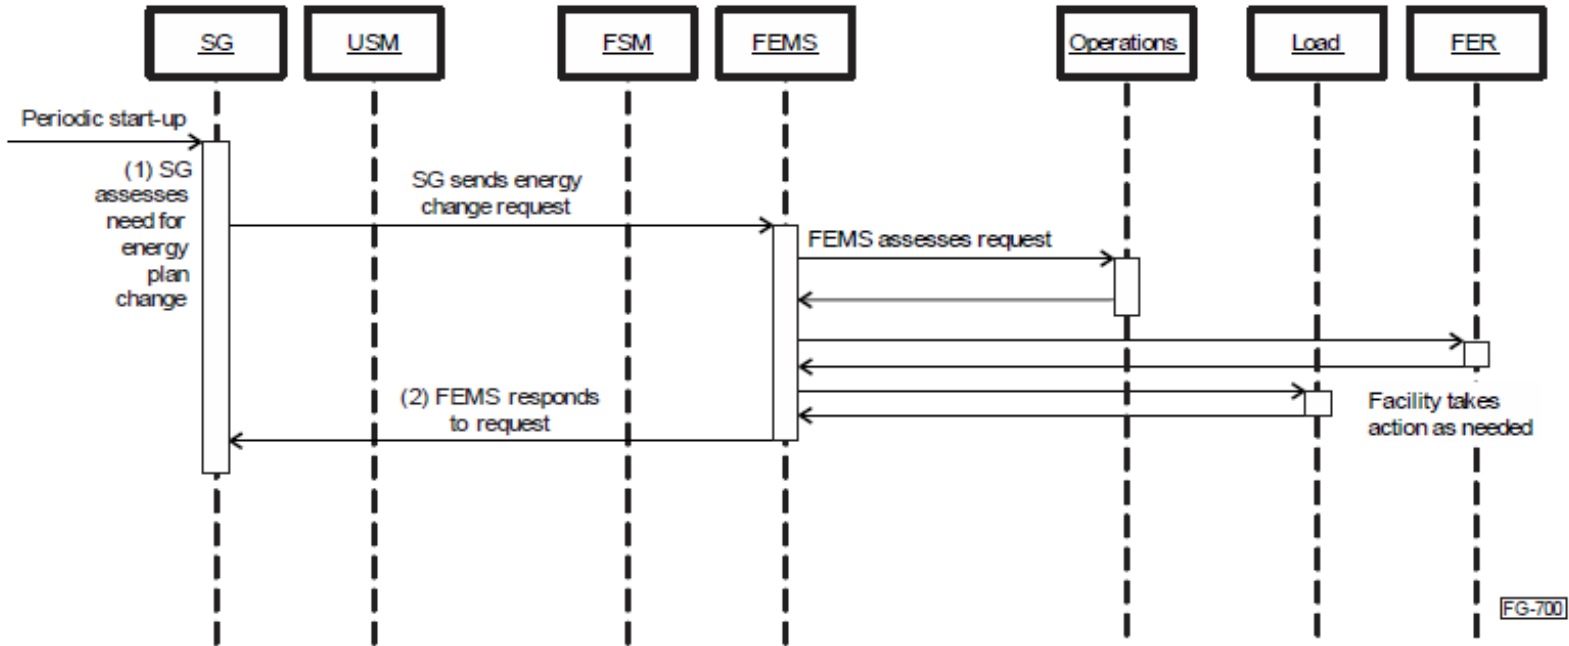 SG
USM
FSM
FEMS
Operations
Load
FER
Periodic start-up
(1) SG
assesses
need for
energy
plan
change
SG sends energy
change request
FEMS assesses request
(2) FEMS responds
to request
Facility takes
action as needed
FG-700